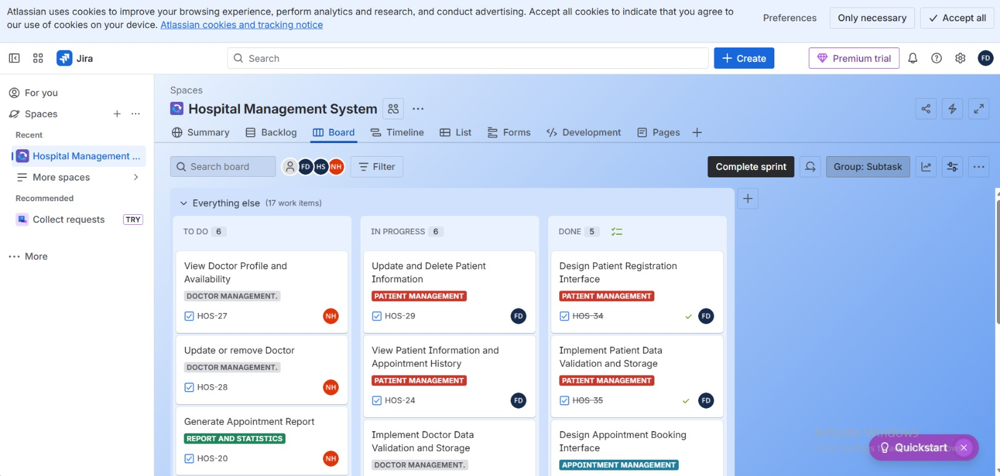 Atlassian uses cookies to improve your browsing experience, perform analytics and research, and conduct advertising. Accept all cookies to indicate that you agree to
our use of cookies on your device. Atlassian cookies and tracking notice
Preferences
Only necessary
Accept all
Jira
Search
Create
Premium trial
FD
For you
Spaces
Recent
Hospital Management ...
More spaces
Recommended
Collect requests
TRY
More
Spaces
Hospital Management System
Summary
Backlog
Board
Timeline
List
Forms
Development
Pages
Search board
FD
HS
NH
Filter
Complete sprint
Group: Subtask
Everything else (17 work items)
TO DO 6
View Doctor Profile and
Availability
DOCTOR MANAGEMENT.
HOS-27
NH
Update or remove Doctor
DOCTOR MANAGEMENT.
HOS-28
NH
Generate Appointment Report
REPORT AND STATISTICS
HOS-20
NH
IN PROGRESS 6
Update and Delete Patient
Information
PATIENT MANAGEMENT
HOS-29
FD
View Patient Information and
Appointment History
PATIENT MANAGEMENT
HOS-24
FD
Implement Doctor Data
Validation and Storage
DOCTOR MANAGEMENT.
DONE 5
Design Patient Registration
Interface
PATIENT MANAGEMENT
HOS-34
FD
Implement Patient Data
Validation and Storage
PATIENT MANAGEMENT
HOS-35
FD
Design Appointment Booking
Interface
APPOINTMENT MANAGEMENT
Activate Windows
Quickstart